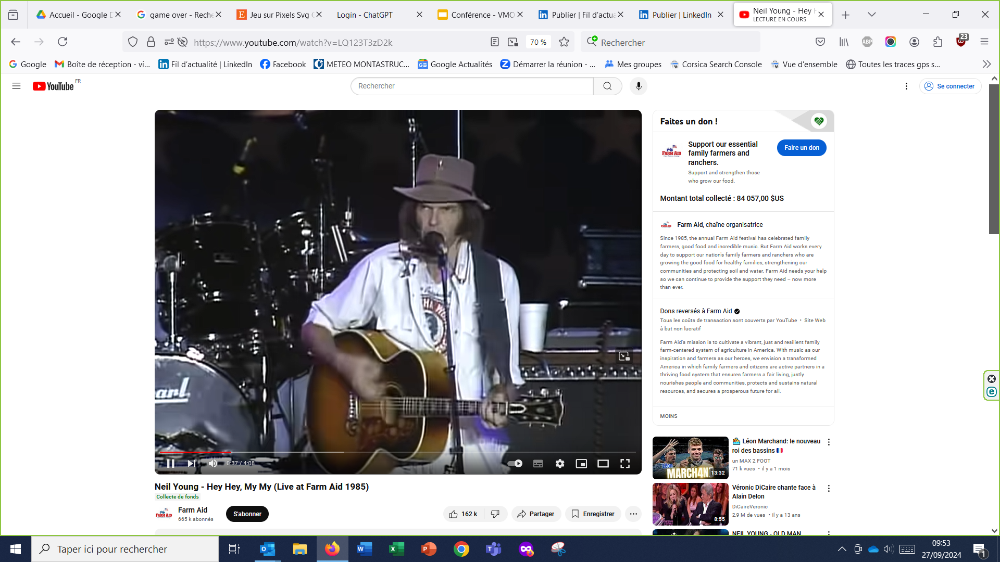 Accueil - Google D
game over - Reche
Jeu sur Pixels Svg C
Login - ChatGPT
Conférence - VMO
Publier | Fil d'actua
Publier | LinkedIn
Neil Young - Hey H
LECTURE EN COURS
https://www.youtube.com/watch?v=LQ123T3zD2k
70 %
Rechercher
ABP
23
Google
Boîte de réception - vi...
Fil d'actualité | LinkedIn
Facebook
METEO MONTASTRUC...
Google Actualités
Démarrer la réunion - ...
Mes groupes
Corsica Search Console
Vue d'ensemble
Toutes les traces gps s...
YouTube FR
Rechercher
Se connecter
arl
0:37 / 4:08
Neil Young - Hey Hey, My My (Live at Farm Aid 1985)
Collecte de fonds
FARM AID
Farm Aid
665 k abonnés
S'abonner
162 k
Partager
Enregistrer
Faites un don !
FARM AID
Support our essential
family farmers and
ranchers.
Support and strengthen those
who grow our food.
Faire un don
Montant total collecté : 84 057,00 $US
Farm Aid, chaîne organisatrice
Since 1985, the annual Farm Aid festival has celebrated family
farmers, good food and incredible music. But Farm Aid works every
day to support our nation's family farmers and ranchers who are
growing the good food for healthy families, strengthening our
communities and protecting soil and water. Farm Aid needs your help
so we can continue to provide the support they need – now more
than ever.
Dons reversés à Farm Aid
Tous les coûts de transaction sont couverts par YouTube • Site Web
à but non lucratif
Farm Aid's mission is to cultivate a vibrant, just and resilient family
farm-centered system of agriculture in America. With music as our
inspiration and farmers as our heroes, we envision a transformed
America in which family farmers and citizens are active partners in a
thriving food system that ensures farmers a fair living, justly
nourishes people and communities, protects and sustains natural
resources, and secures a prosperous future for all.
MOINS
Léon
MARCH4ND
13:32
Léon Marchand: le nouveau
roi des bassins
un MAX 2 FOOT
71 k vues • il y a 1 mois
8:55
Véronic DiCaire chante face à
Alain Delon
DiCaireVeronic
2,9 M de vues • il y a 13 ans
NEIL YOUNG - OLD MAN
Taper ici pour rechercher
09:53
27/09/2024
1